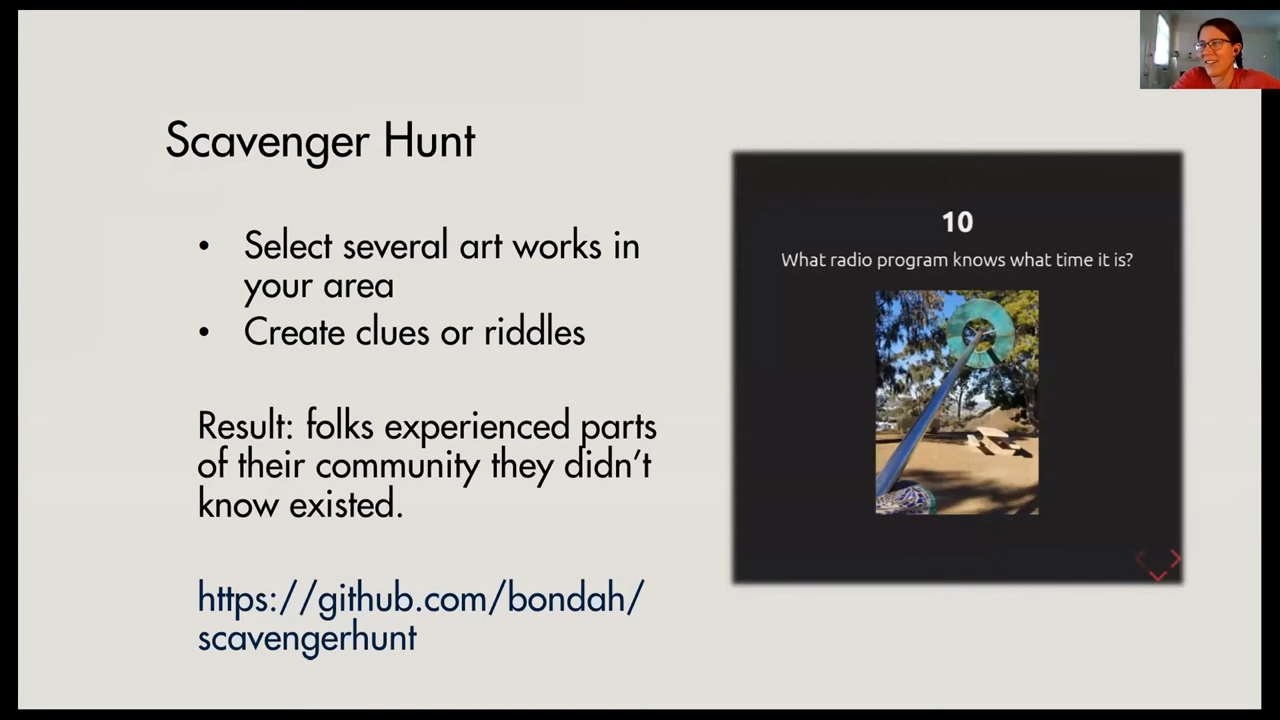 Scavenger Hunt
• Select several art works in
your area
• Create clues or riddles
Result: folks experienced parts
of their community they didn't
know existed.
https://github.com/bondah/
scavengerhunt
10
What radio program knows what time it is?